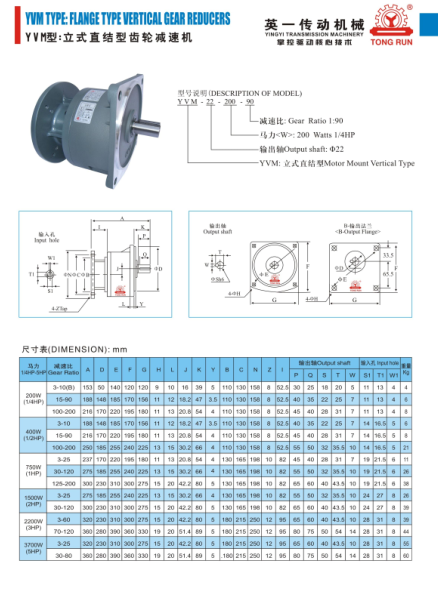 YVM TYPE: FLANGE TYPE VERTICAL GEAR REDUCERS
YVM型:立式直结型齿轮减速机
英一传动机械
YINGYI TRANSMISSION MACHINERY
掌控驱动核心技术
TONG RUN
型号说明(DESCRIPTION OF MODEL)
YVM - 22 - 200 - 90
减速比: Gear Ratio 1:90
马力<W>: 200 Watts 1/4HP
输出轴Output shaft: Φ22
YVM: 立式直结型Motor Mount Vertical Type
输入孔
Input hole
W1
T1
S1
4-ZTap
A
I
K
P
Q
J
L
Y
输出轴
Output shaft
T
W
ΦSh6
ΦE
F
4-ΦH
G
B-输出法兰
<B-Output Flange>
ΦD
ΦE
33.5
65.5
F
4-ΦH
G
尺寸表(DIMENSION): mm
马力 减速比 A D E F G H L J K Y B C N Z I 输出轴Output shaft 输入孔 Input hole 重量
1/4HP-5HP Gear Ratio P Q S T W S1 T1 Kg
200W (1/4HP) 3-10(B) 153 50 140 120 120 9 10 16 39 5 110 130 158 8 52.5 30 25 18 20 5 11 13 4 4
15-90 188 148 185 170 156 11 12 18.2 47 3.5 110 130 158 8 52.5 40 35 22 25 7 11 13 4 6
100-200 216 170 220 195 180 11 13 20.8 54 4 110 130 158 8 52.5 45 40 28 31 7 11 13 4 8
400W (1/2HP) 3-10 188 148 185 170 156 11 12 18.2 47 3.5 110 130 158 8 52.5 40 35 22 25 7 14 16.5 5 6
15-90 216 170 220 195 180 11 13 20.8 54 4 110 130 158 8 52.5 45 40 28 31 7 14 16.5 5 8
100-200 250 185 255 240 225 13 15 30.2 66 4 110 130 158 8 52.5 55 50 32 35.5 10 14 16.5 5 21
750W (1HP) 3-25 237 170 220 195 180 11 13 20.8 54 4 130 165 198 10 82 45 40 28 31 7 19 21.5 6 11
30-120 275 185 255 240 225 13 15 30.2 66 4 130 165 198 10 82 55 50 32 35.5 10 19 21.5 6 26
125-200 300 230 310 300 275 15 20 42.2 80 5 130 165 198 10 82 65 60 40 43.5 10 19 21.5 6 38
1500W (2HP) 3-25 275 185 255 240 225 13 15 30.2 66 4 130 165 198 10 82 55 50 32 35.5 10 24 27 8 26
30-120 300 230 310 300 275 15 20 42.2 80 5 130 165 198 10 82 65 60 40 43.5 10 24 27 8 39
2200W (3HP) 3-60 320 230 310 300 275 15 20 42.2 80 5 180 215 250 12 95 65 60 40 43.5 10 28 31 8 39
70-120 360 280 390 360 330 19 20 51.4 89 5 180 215 250 12 95 80 75 50 54 14 28 31 8 44
3700W (5HP) 3-25 320 230 310 300 275 15 20 42.2 80 5 180 215 250 12 95 65 60 40 43.5 10 28 31 8 55
30-60 360 280 390 360 330 19 20 51.4 89 5 180 215 250 12 95 80 75 50 54 14 28 31 8 60